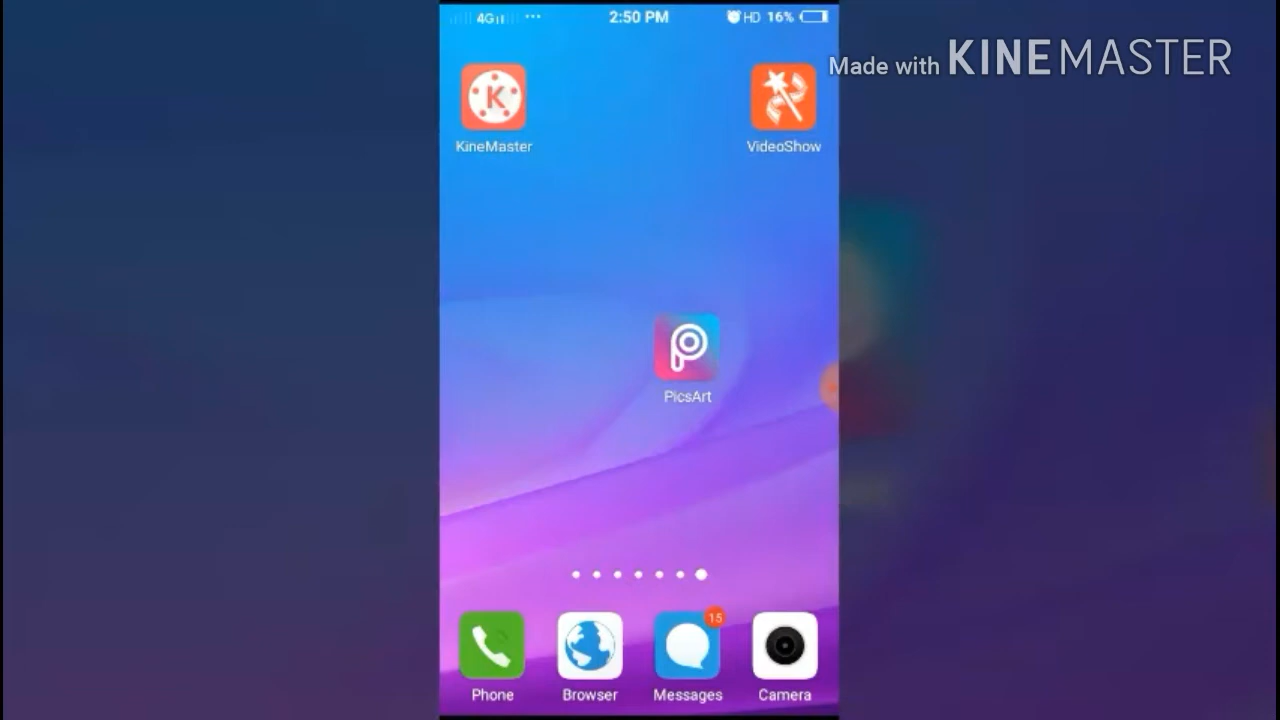 4G
2:50 PM
HD 16%
Made with KINEMASTER
KineMaster
VideoShow
PicsArt
15
Phone
Browser
Messages
Camera